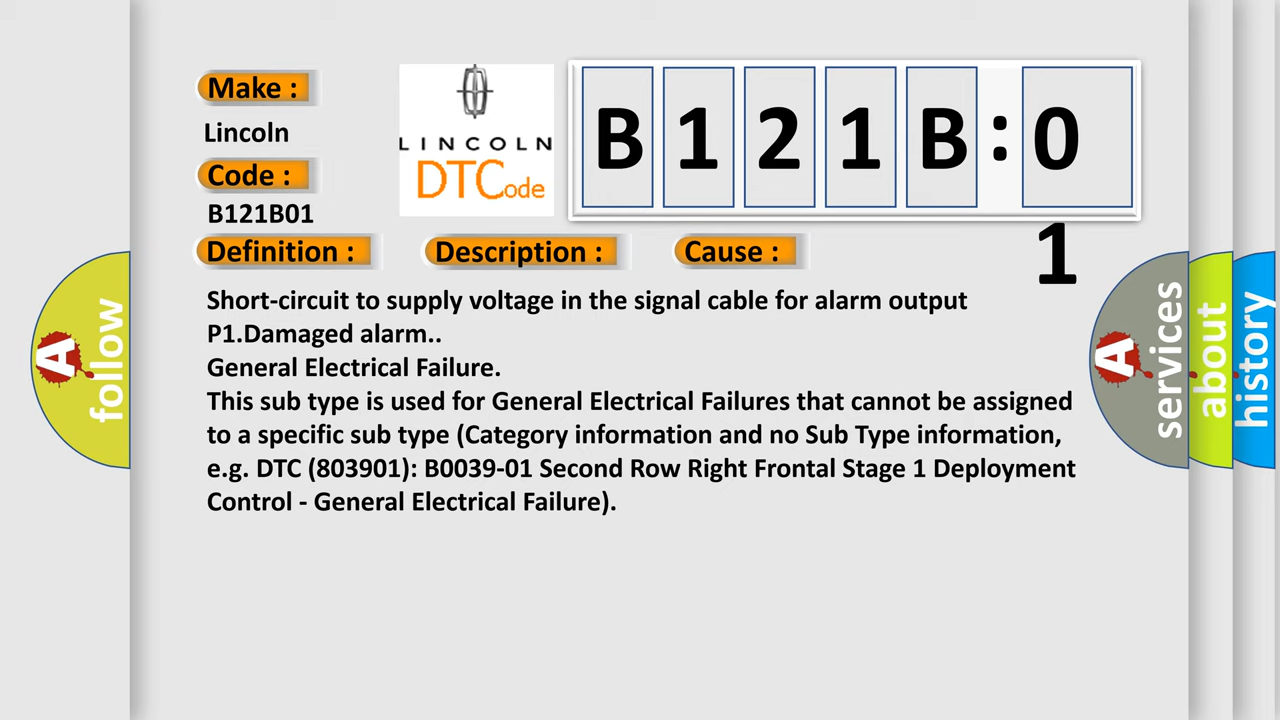 Make :
Lincoln
Code :
B121B01
LINCOLN
DTCode
B121B:01
Definition :
Description :
Cause :
Short-circuit to supply voltage in the signal cable for alarm output
P1.Damaged alarm..
General Electrical Failure.
This sub type is used for General Electrical Failures that cannot be assigned
to a specific sub type (Category information and no Sub Type information,
e.g. DTC (803901): B0039-01 Second Row Right Frontal Stage 1 Deployment
Control - General Electrical Failure).
A follow
A services
about
history